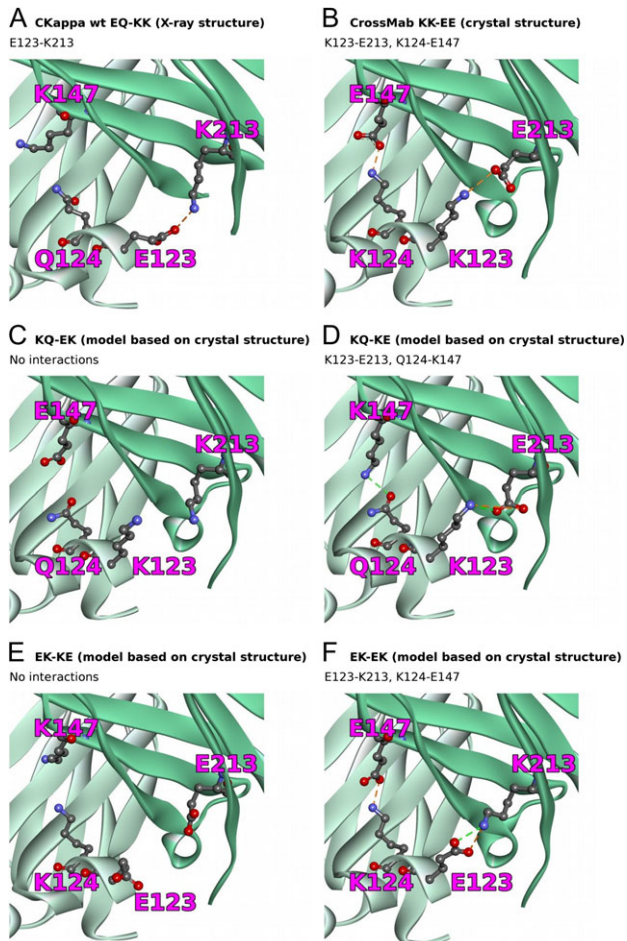 A CKappa wt EQ-KK (X-ray structure)
E123-K213
K147
K213
Q124 E123
B CrossMab KK-EE (crystal structure)
K123-E213, K124-E147
E147
E213
K124 K123
C KQ-EK (model based on crystal structure)
No interactions
E147
K213
Q124 K123
D KQ-KE (model based on crystal structure)
K123-E213, Q124-K147
K147
E213
Q124 K123
E EK-KE (model based on crystal structure)
No interactions
K147
E213
K124
E123
F EK-EK (model based on crystal structure)
E123-K213, K124-E147
E147
K213
K124 E123